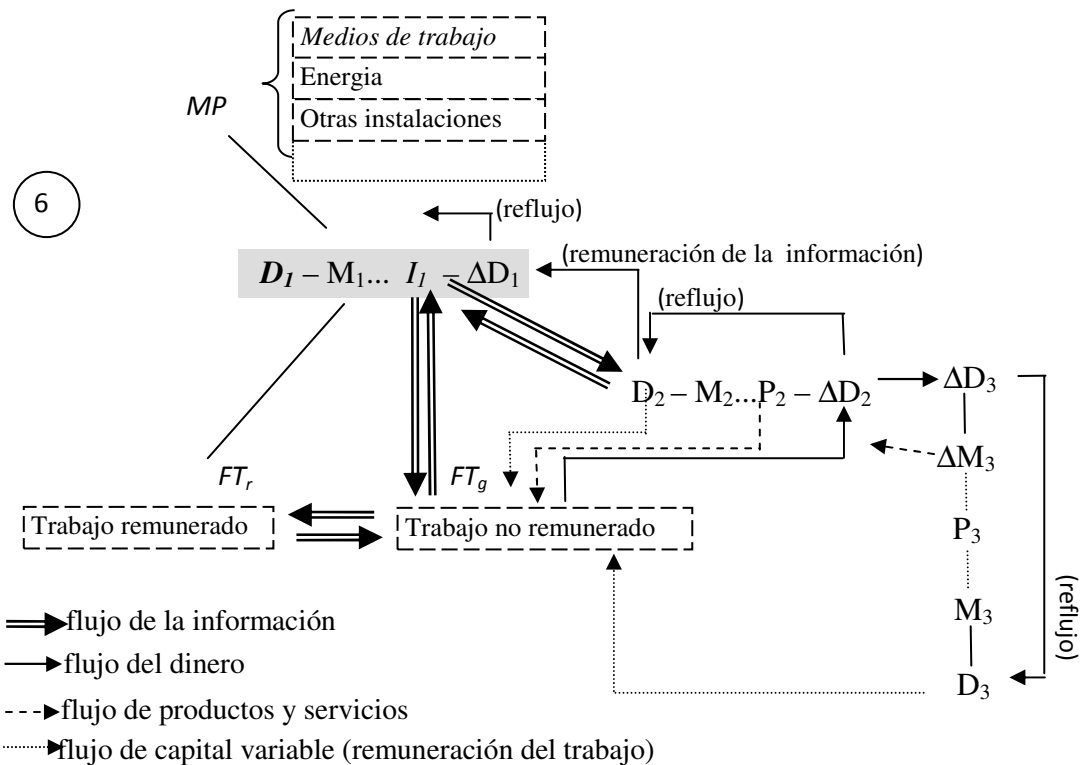 Medios de trabajo
Energia
Otras instalaciones
MP
6
(reflujo)
(remuneración de la información)
D₁ – M₁... I₁ – ΔD₁
(reflujo)
D₂ – M₂...P₂ – ΔD₂
ΔD₃
ΔM₃
P₃
M₃
D₃
(reflujo)
FTᵣ
FT₉
Trabajo remunerado
Trabajo no remunerado
flujo de la información
flujo del dinero
flujo de productos y servicios
flujo de capital variable (remuneración del trabajo)